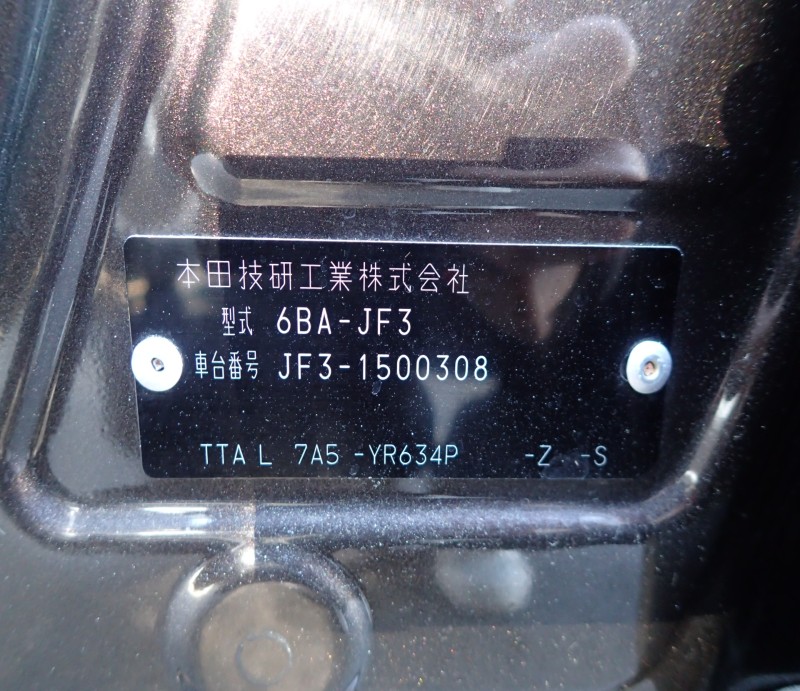 本田技研工業株式会社
型式 6BA-JF3
車台番号 JF3-1500308
TTA L 7A5 -YR634P -Z -S